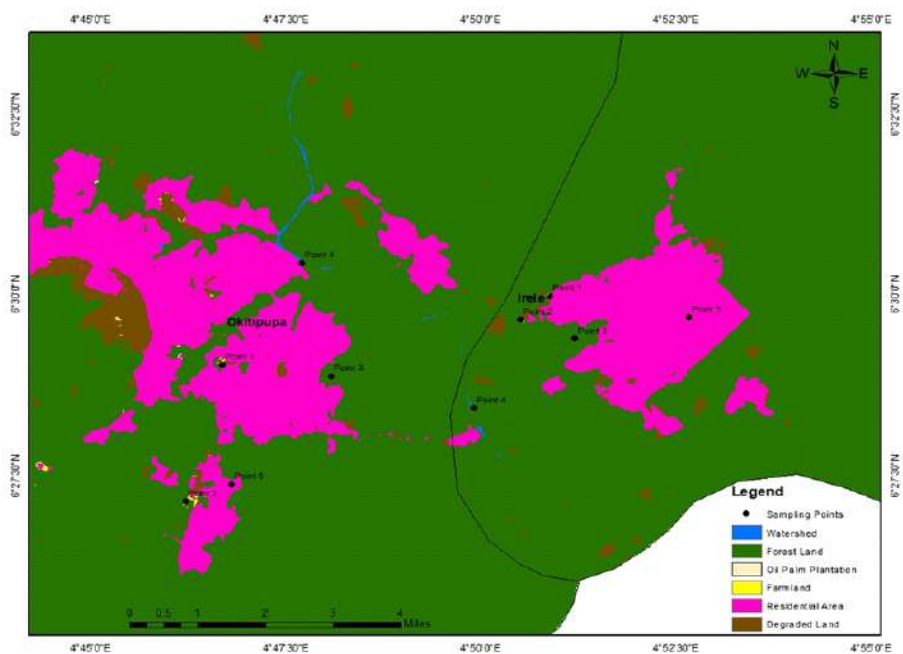 4°45'0"E 4°47'30"E 4°50'0"E 4°52'30"E 4°55'0"E
N
W E
S
6°32'30"N 6°32'30"N
Point 4
6°30'0"N 6°30'0"N
Point 1
Irele
Point 2
Point 5
Okitipupa
Point 3
Point 1
Point 3
Point 4
6°27'30"N 6°27'30"N
Point 5
Point 2
Legend
Sampling Points
Watershed
Forest Land
Oil Palm Plantation
Farmland
Residential Area
Degraded Land
0 0.5 1 2 3 4
Miles
4°45'0"E 4°47'30"E 4°50'0"E 4°52'30"E 4°55'0"E